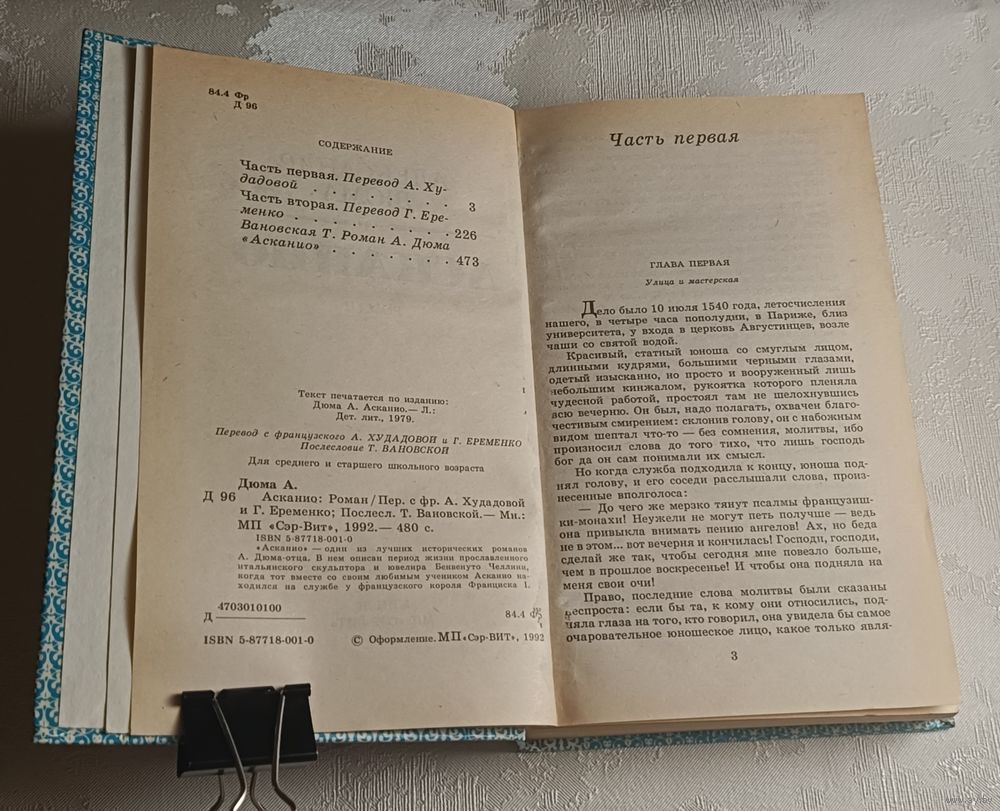 84.4 Фр
Д 96
СОДЕРЖАНИЕ
Часть первая. Перевод А. Ху-
дадовой . . . . . . . . 3
Часть вторая. Перевод Г. Ере-
менко . . . . . . . . . 226
Вановская Т. Роман А. Дюма
«Асканио» . . . . . . . 473
Текст печатается по изданию:
Дюма А. Асканио.— Л.:
Дет. лит., 1979.
Перевод с французского А. ХУДАДОВОЙ и Г. ЕРЕМЕНКО
Послесловие Т. ВАНОВСКОЙ
Для среднего и старшего школьного возраста
Дюма А.
Д 96 Асканио: Роман/Пер. с фр. А. Худадовой
и Г. Еременко; Послесл. Т. Вановской.— Мн.:
МП «Сэр-Вит», 1992.— 480 с.
ISBN 5-87718-001-0
«Асканио» — один из лучших исторических романов
А. Дюма-отца. В нем описан период жизни прославленного
итальянского скульптора и ювелира Бенвенуто Челлини,
когда тот вместо со своим любимым учеником Асканио на-
ходился на службе у французского короля Франциска I.
Д 4703010100
84.4 Фр
ISBN 5-87718-001-0
© Оформление. МП «Сэр-ВИТ», 1992
Часть первая
ГЛАВА ПЕРВАЯ
Улица и мастерская
Дело было 10 июля 1540 года, летосчисления
нашего, в четыре часа пополудни, в Париже, близ
университета, у входа в церковь Августинцев, возле
чаши со святой водой.
Красивый, статный юноша со смуглым лицом,
длинными кудрями, большими черными глазами,
одетый изысканно, но просто и вооруженный лишь
небольшим кинжалом, рукоятка которого пленяла
чудесной работой, простоял там не шелохнувшись
всю вечерню. Он был, надо полагать, охвачен благо-
честивым смирением: склонив голову, он с набожным
видом шептал что-то — без сомнения, молитвы, ибо
произносил слова до того тихо, что лишь господь
бог да он сам понимали их смысл.
Но когда служба подходила к концу, юноша под-
нял голову, и его соседи расслышали слова, произ-
несенные вполголоса:
— До чего же мерзко тянут псалмы французиш-
ки-монахи! Неужели не могут петь получше — ведь
она привыкла внимать пению ангелов! Ах, но беда
не в этом... вот вечерня и кончилась! Господи, господи,
сделай же так, чтобы сегодня мне повезло больше,
чем в прошлое воскресенье! И чтобы она подняла на
меня свои очи!
Право, последние слова молитвы были сказаны
неспроста: если бы та, к кому они относились, под-
няла глаза на того, кто говорил, она увидела бы самое
очаровательное юношеское лицо, какое только явля-
3